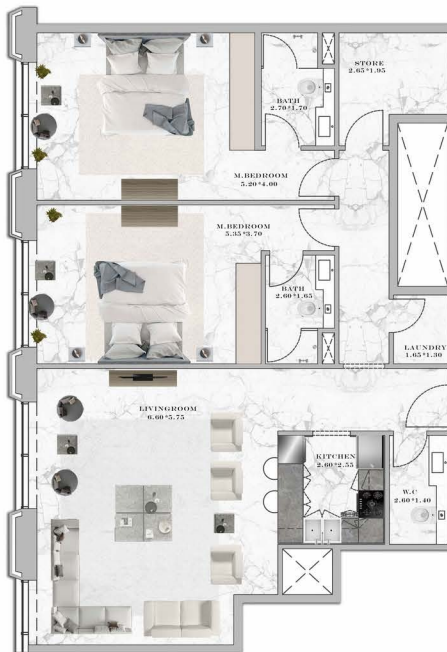 STORE
2.65*1.95
BATH
2.70*1.70
M.BEDROOM
5.20*4.00
M.BEDROOM
5.35*3.70
BATH
2.60*1.65
LAUNDRY
1.65*1.30
LIVINGROOM
6.60*5.75
KITCHEN
2.60*2.55
W.C
2.60*1.40